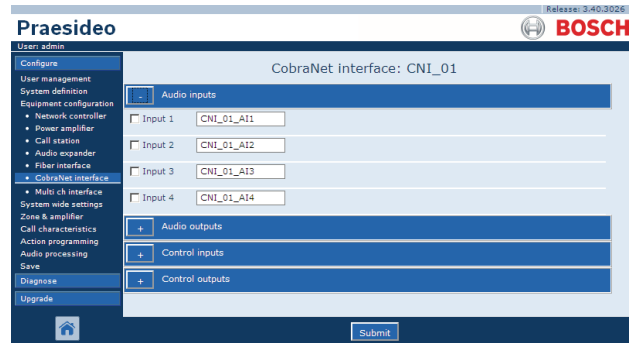 Release: 3.40.3026
Praesideo
BOSCH
User: admin
Configure
User management
System definition
Equipment configuration
• Network controller
• Power amplifier
• Call station
• Audio expander
• Fiber interface
• CobraNet interface
• Multi ch interface
System wide settings
Zone & amplifier
Call characteristics
Action programming
Audio processing
Save
Diagnose
Upgrade
CobraNet interface: CNI_01
- Audio inputs
Input 1 CNI_01_AI1
Input 2 CNI_01_AI2
Input 3 CNI_01_AI3
Input 4 CNI_01_AI4
+ Audio outputs
+ Control inputs
+ Control outputs
Submit